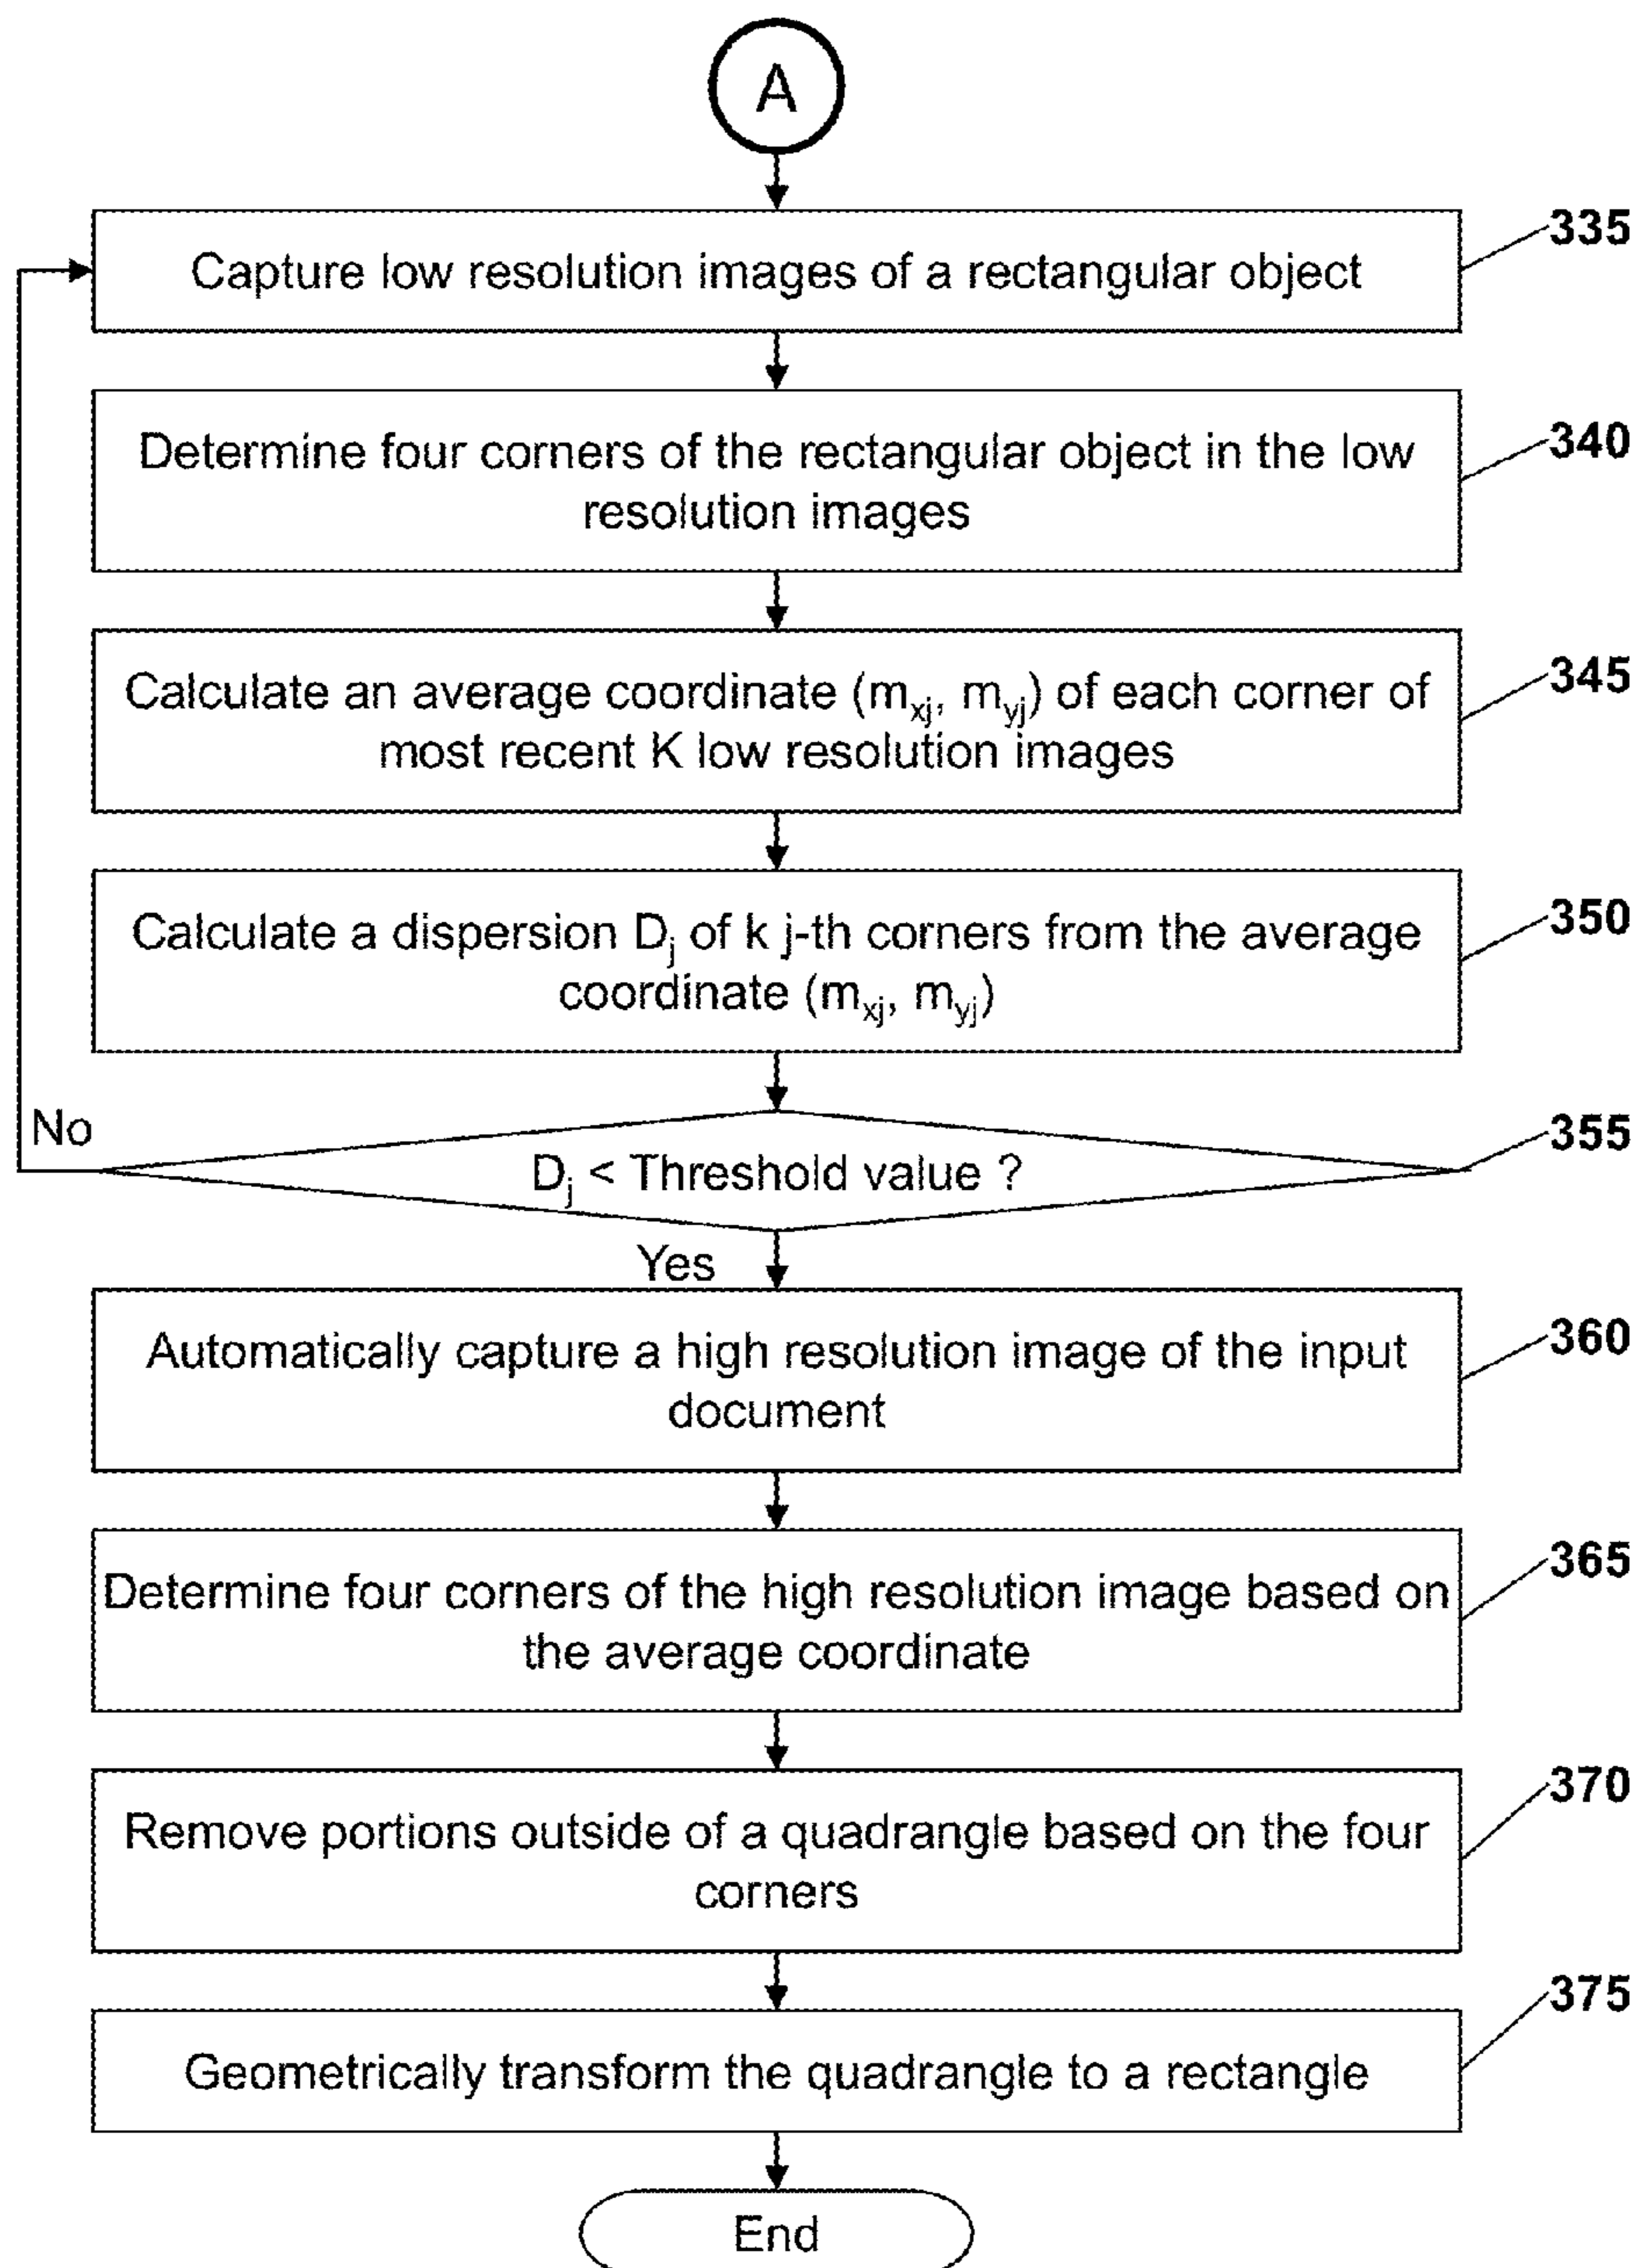 A
335
Capture low resolution images of a rectangular object
340
Determine four corners of the rectangular object in the low
resolution images
345
Calculate an average coordinate (mxj, myj) of each corner of
most recent K low resolution images
350
Calculate a dispersion Dj of k j-th corners from the average
coordinate (mxj, myj)
No
355
Dj < Threshold value ?
Yes
360
Automatically capture a high resolution image of the input
document
365
Determine four corners of the high resolution image based on
the average coordinate
370
Remove portions outside of a quadrangle based on the four
corners
375
Geometrically transform the quadrangle to a rectangle
End